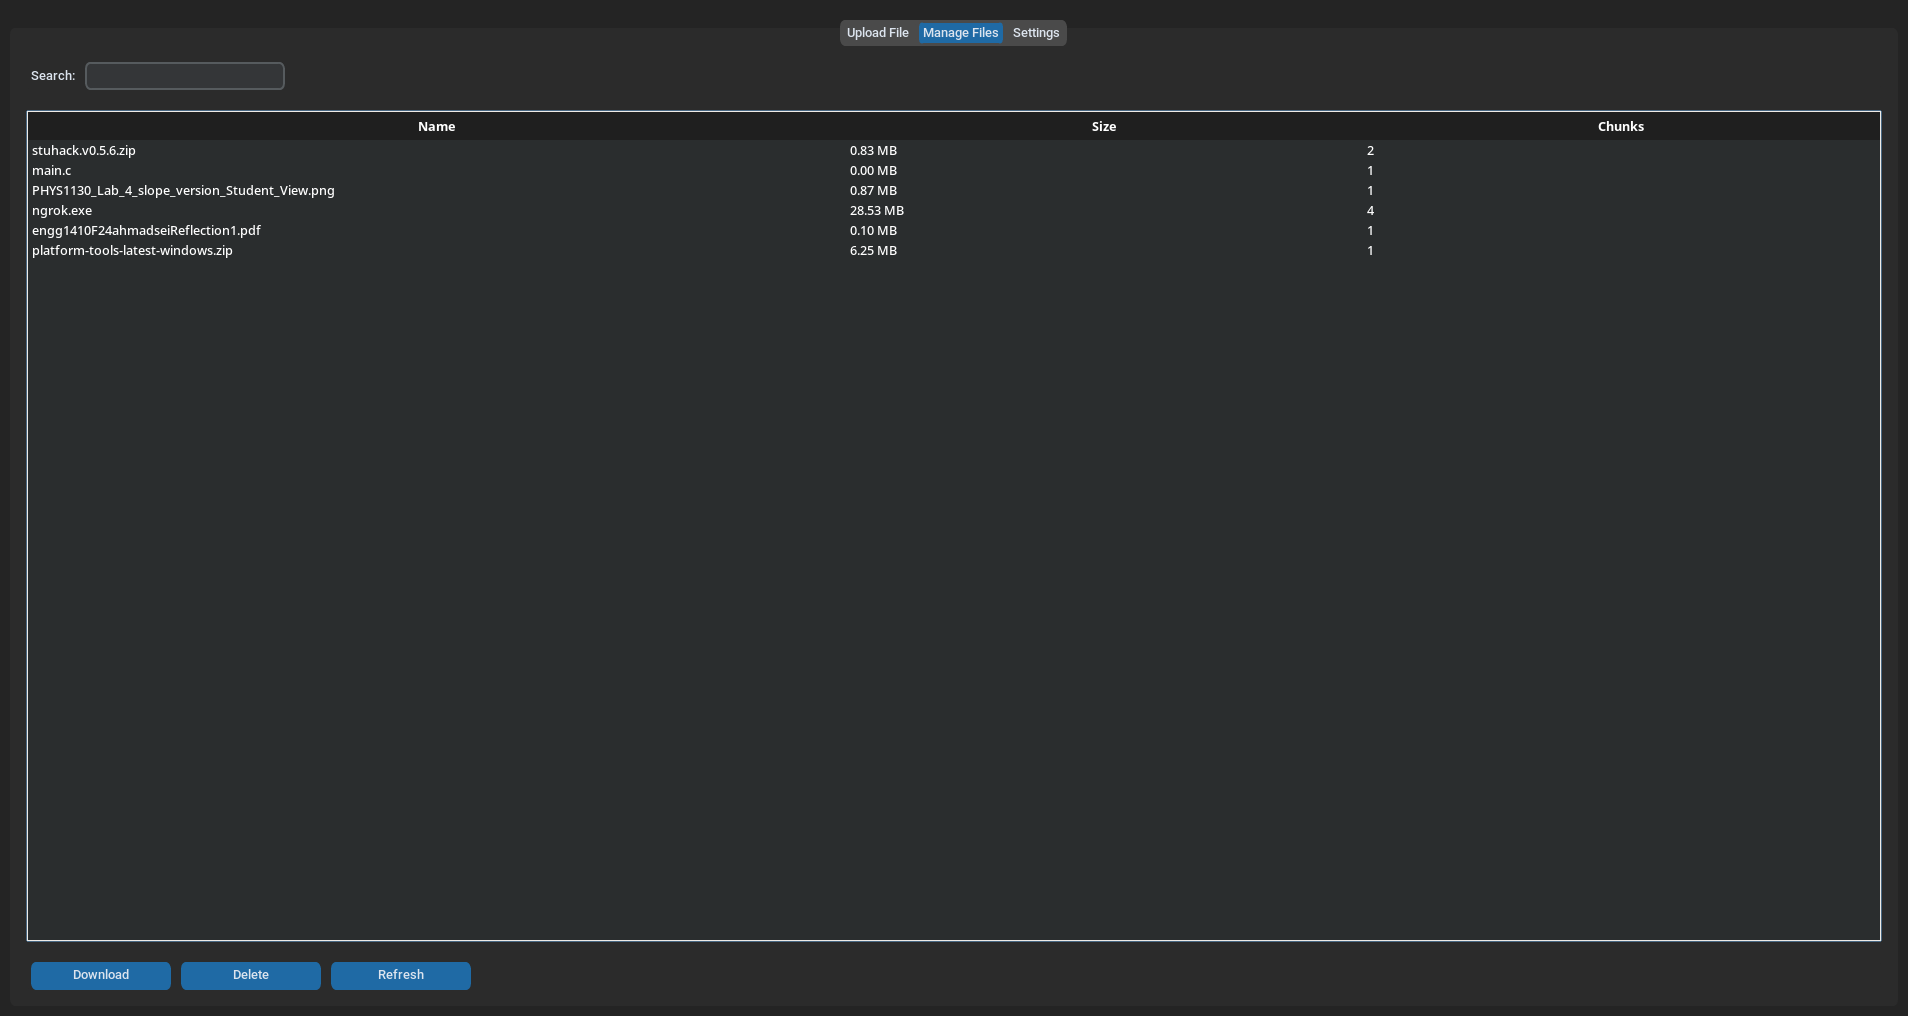 Upload File Manage Files Settings
Search:
Name Size Chunks
stuhack.v0.5.6.zip 0.83 MB 2
main.c 0.00 MB 1
PHYS1130_Lab_4_slope_version_Student_View.png 0.87 MB 1
ngrok.exe 28.53 MB 4
engg1410F24ahmadseiReflection1.pdf 0.10 MB 1
platform-tools-latest-windows.zip 6.25 MB 1
Download Delete Refresh